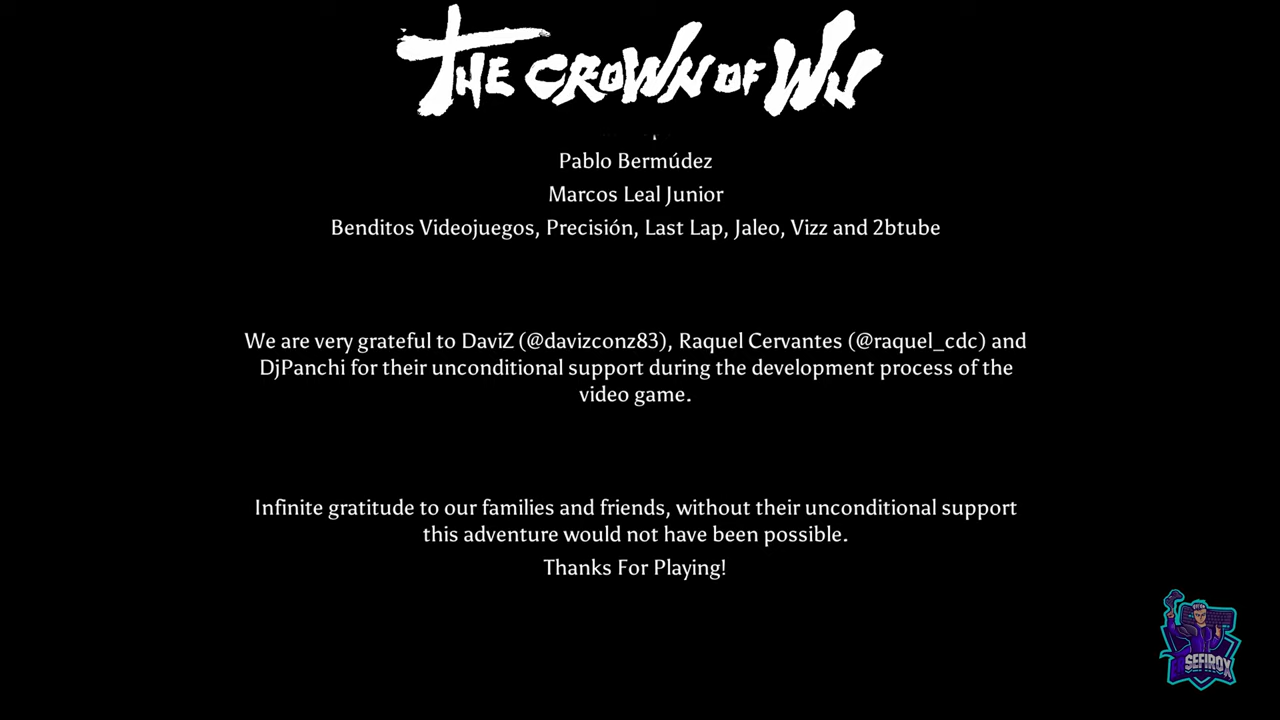 THE CROWN OF WU
Pablo Bermúdez
Marcos Leal Junior
Benditos Videojuegos, Precisión, Last Lap, Jaleo, Vizz and 2btube
We are very grateful to DaviZ (@davizconz83), Raquel Cervantes (@raquel_cdc) and
DjPanchi for their unconditional support during the development process of the
video game.
Infinite gratitude to our families and friends, without their unconditional support
this adventure would not have been possible.
Thanks For Playing!
SEFIROX